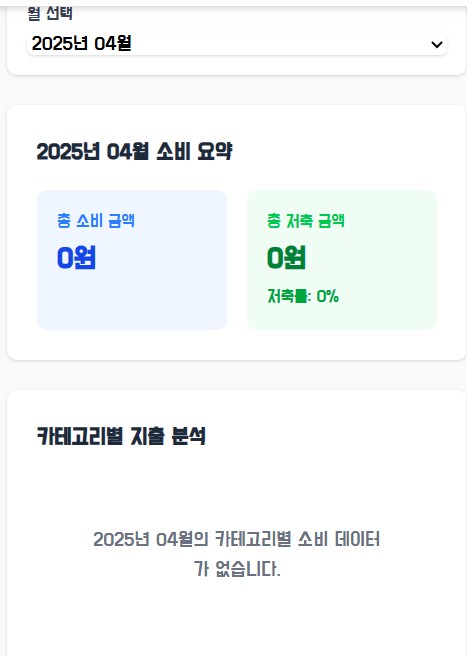 월 선택
2025년 04월
2025년 04월 소비 요약
총 소비 금액
0원
총 저축 금액
0원
저축률: 0%
카테고리별 지출 분석
2025년 04월의 카테고리별 소비 데이터
가 없습니다.